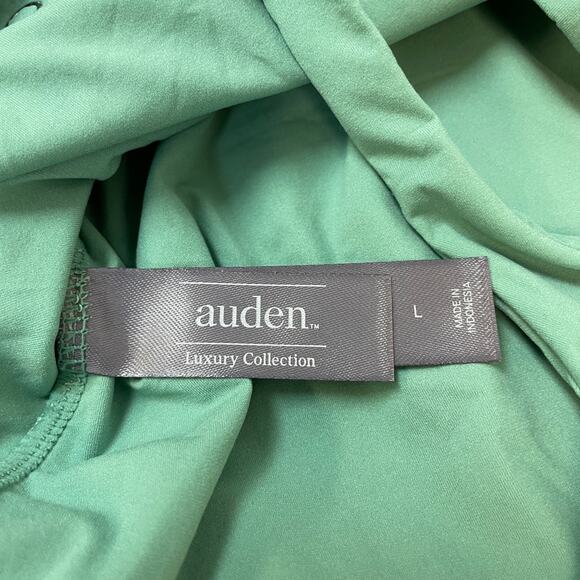 auden™
Luxury Collection
L
MADE IN
INDONESIA